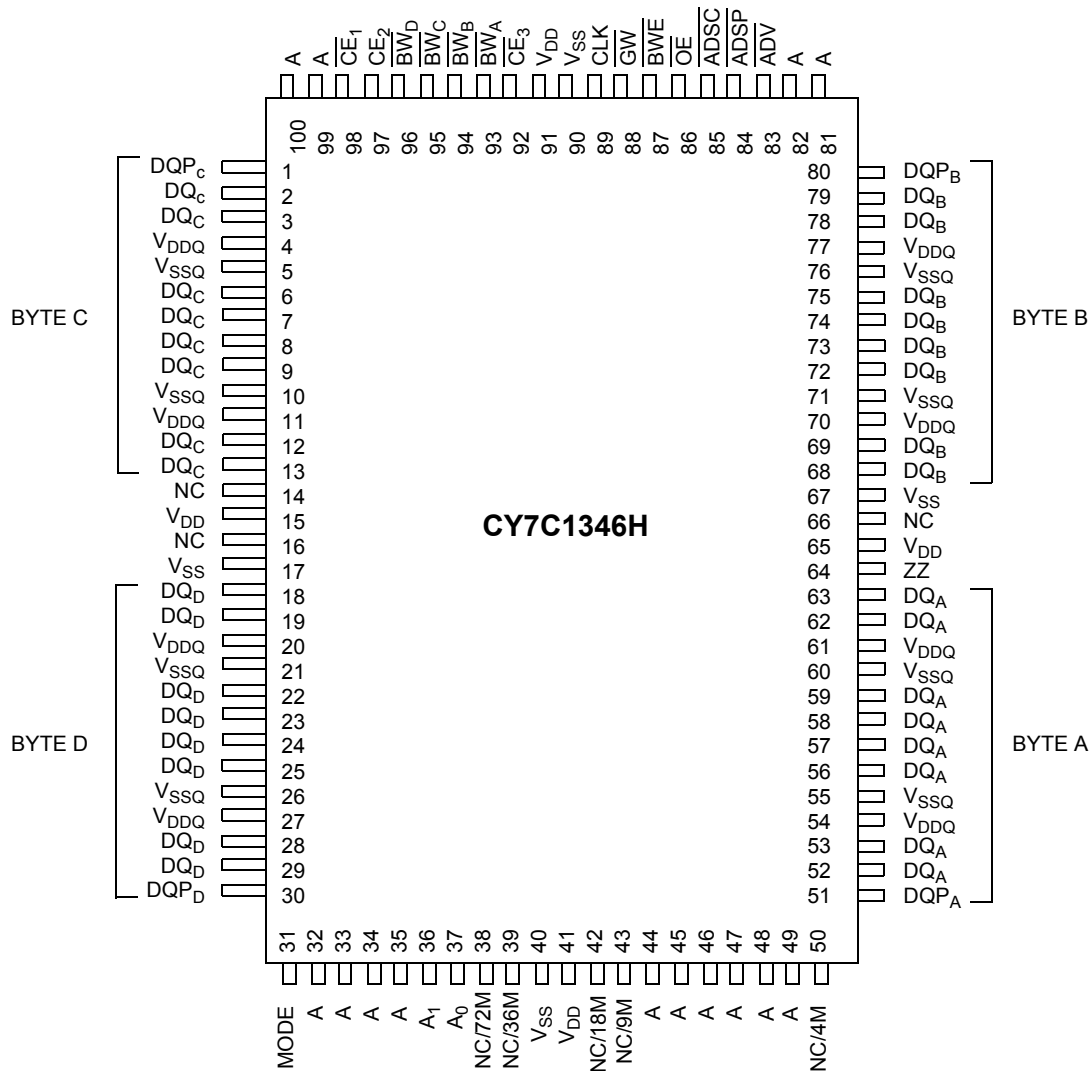 A
A
CE1
CE2
BWD
BWC
BWB
BWA
CE3
VDD
VSS
CLK
GW
BWE
OE
ADSC
ADSP
ADV
A
A
100
99
98
97
96
95
94
93
92
91
90
89
88
87
86
85
84
83
82
81
BYTE C
DQPc 1
DQc 2
DQC 3
VDDQ 4
VSSQ 5
DQC 6
DQC 7
DQC 8
DQC 9
VSSQ 10
VDDQ 11
DQC 12
DQC 13
NC 14
VDD 15
NC 16
VSS 17
BYTE D
DQD 18
DQD 19
VDDQ 20
VSSQ 21
DQD 22
DQD 23
DQD 24
DQD 25
VSSQ 26
VDDQ 27
DQD 28
DQD 29
DQPD 30
CY7C1346H
80 DQPB
79 DQB
78 DQB
77 VDDQ
76 VSSQ
75 DQB
74 DQB
73 DQB
72 DQB
71 VSSQ
70 VDDQ
69 DQB
68 DQB
BYTE B
67 VSS
66 NC
65 VDD
64 ZZ
63 DQA
62 DQA
61 VDDQ
60 VSSQ
59 DQA
58 DQA
57 DQA
56 DQA
55 VSSQ
54 VDDQ
53 DQA
52 DQA
51 DQPA
BYTE A
31
32
33
34
35
36
37
38
39
40
41
42
43
44
45
46
47
48
49
50
MODE
A
A
A
A
A1
A0
NC/72M
NC/36M
VSS
VDD
NC/18M
NC/9M
A
A
A
A
A
A
NC/4M